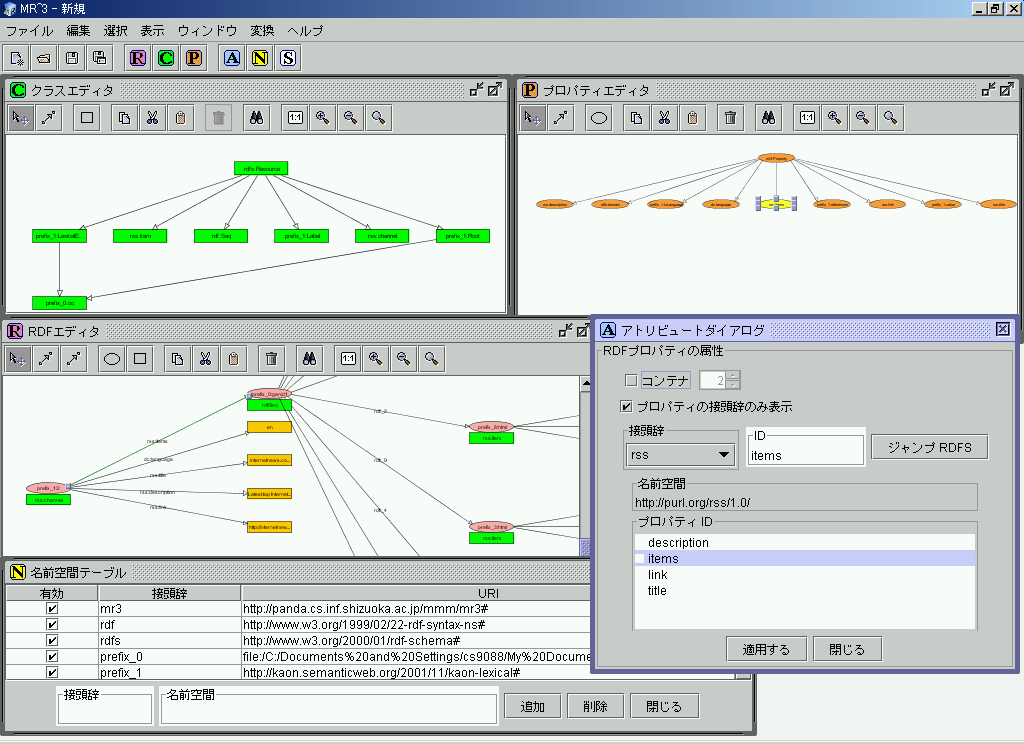 MR^3 - 新規
ファイル 編集 選択 表示 ウィンドウ 変換 ヘルプ
R C P A N S
C クラスエディタ
1:1
rdfs:Resource
prefix_1:LexicalE...
rss:item
rdf:Seq
prefix_1:Label
rss:channel
prefix_1:Root
prefix_0:oo
P プロパティエディタ
1:1
mr3:Property
rss:description
prefix_1:inLanguage
dc:language
prefix_1:references
rss:link
prefix_1:value
rss:title
R RDFエディタ
1:1
prefix_0:genid1
rdf:Seq
en
internetnews.co...
Latest top Internet...
http://internetnew...
rss:items
dc:language
rss:title
rss:description
rss:link
rss:channel
rdf:_2
rdf:_9
rdf:_4
prefix_6:html
rss:item
prefix_3:html
rss:item
N 名前空間テーブル
有効 接頭辞 URI
mr3 http://panda.cs.inf.shizuoka.ac.jp/mmm/mr3#
rdf http://www.w3.org/1999/02/22-rdf-syntax-ns#
rdfs http://www.w3.org/2000/01/rdf-schema#
prefix_0 file:/C:/Documents%20and%20Settings/cs9088/My%20Docume
prefix_1 http://kaon.semanticweb.org/2001/11/kaon-lexical#
接頭辞 名前空間
追加 削除 閉じる
A アトリビュートダイアログ
RDFプロパティの属性
コンテナ 2
プロパティの接頭辞のみ表示
接頭辞 ID
rss items ジャンプ RDFS
名前空間
http://purl.org/rss/1.0/
プロパティ ID
description
items
link
title
適用する 閉じる